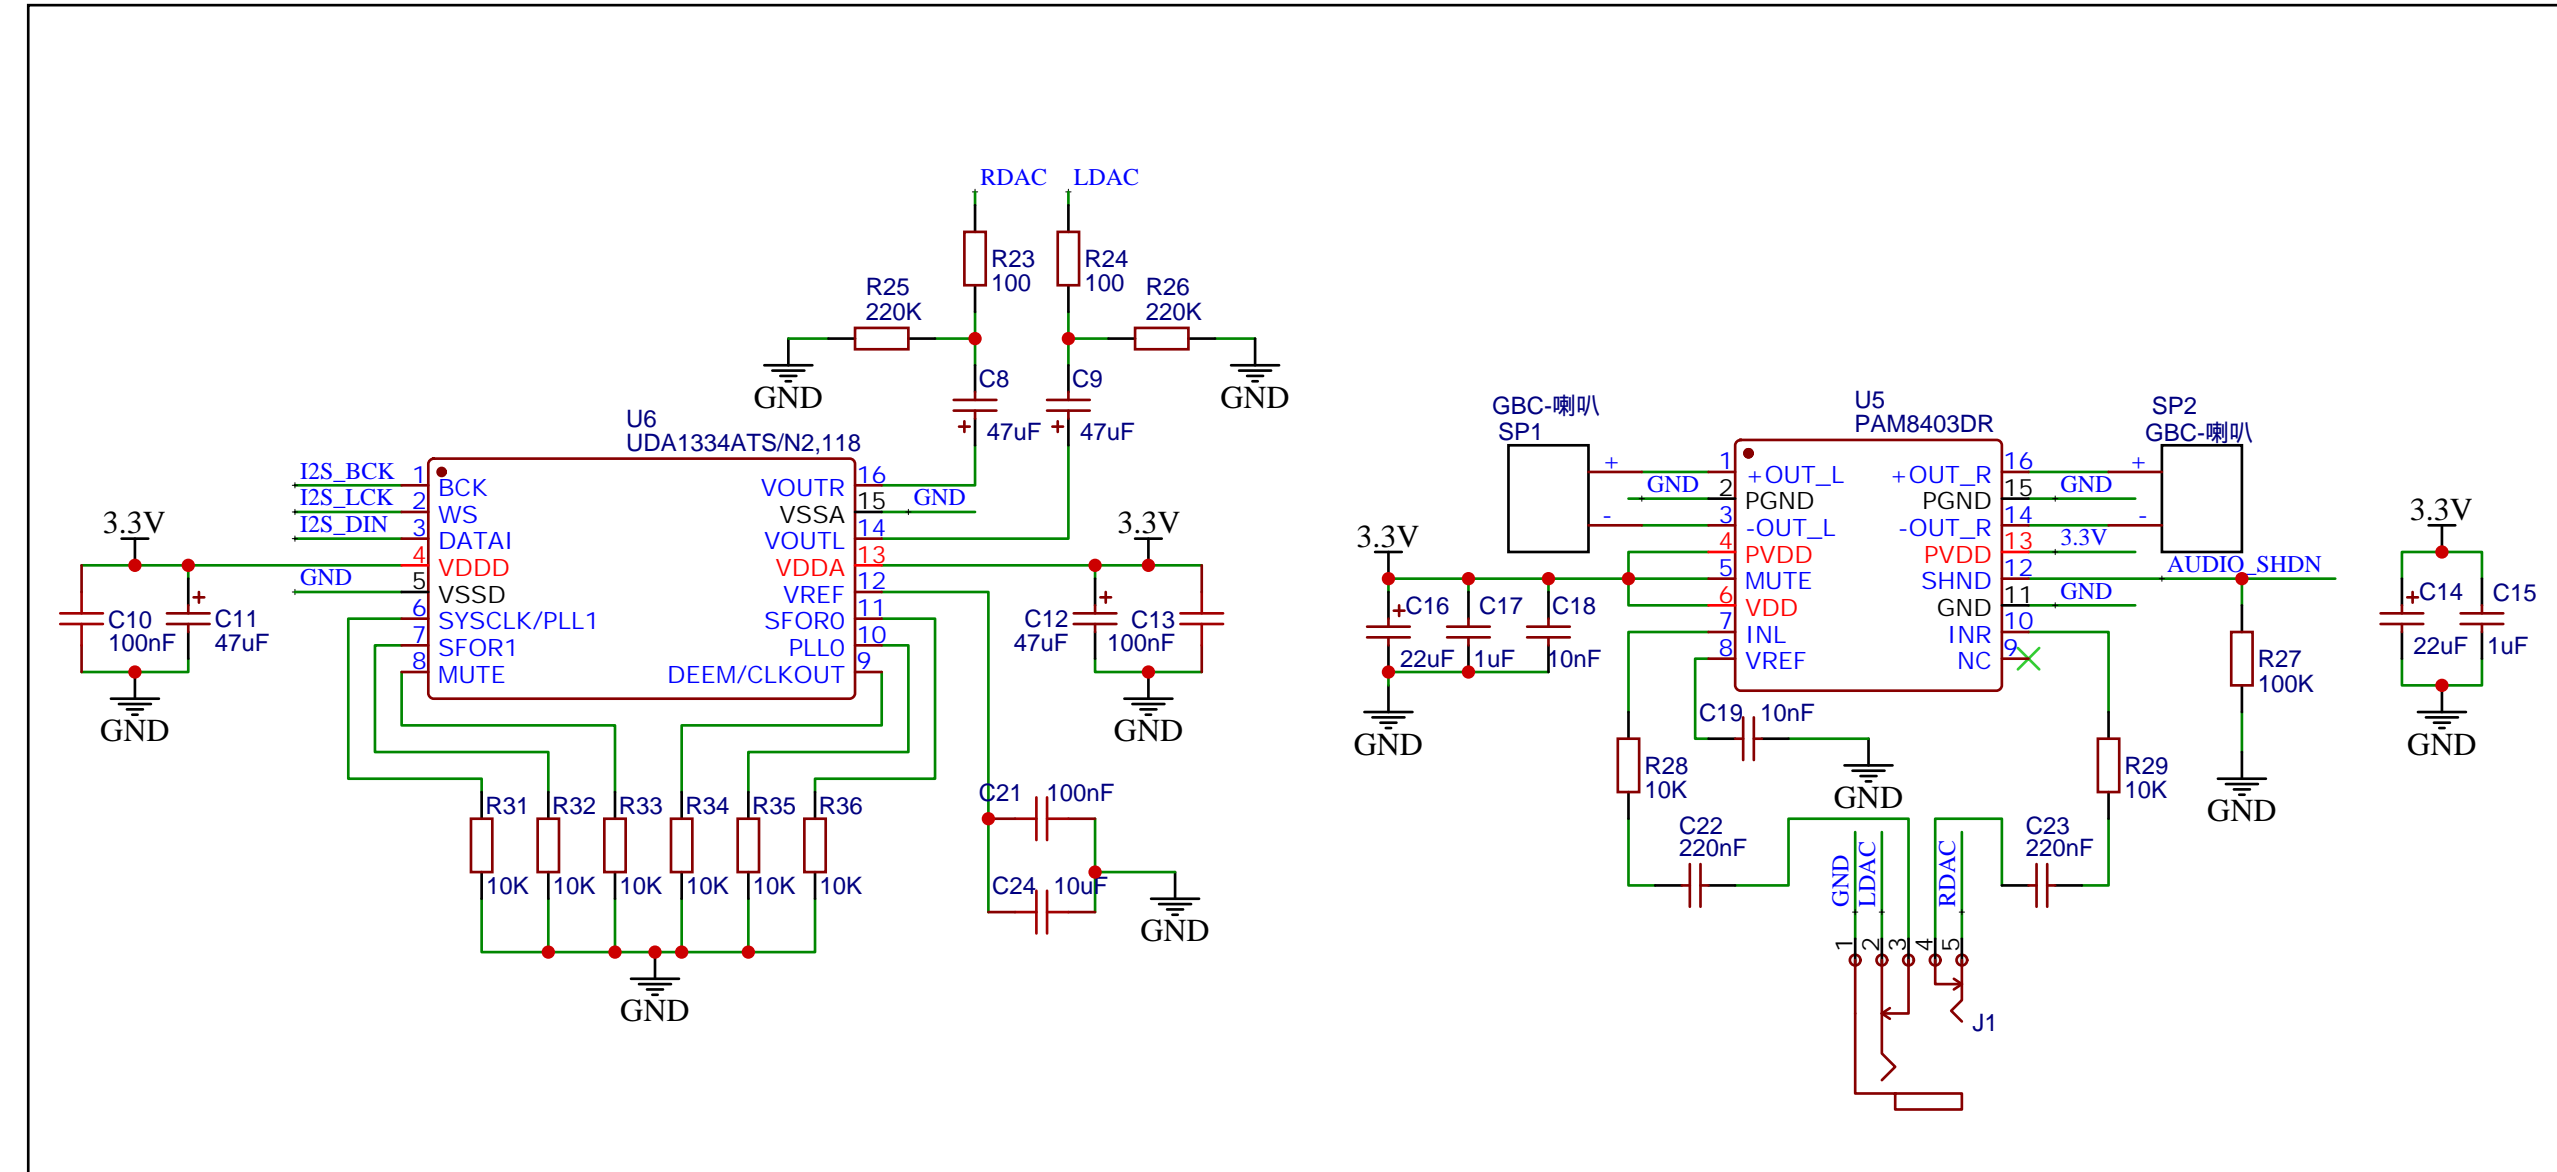 RDAC LDAC
R23
100
R24
100
R25
220K
R26
220K
GND
GND
C8
47uF
C9
47uF
U6
UDA1334ATS/N2,118
I2S_BCK 1 BCK
I2S_LCK 2 WS
I2S_DIN 3 DATAI
4 VDDD
GND 5 VSSD
6 SYSCLK/PLL1
7 SFOR1
8 MUTE
VOUTR 16
VSSA 15 GND
VOUTL 14
VDDA 13
VREF 12
SFOR0 11
PLL0 10
DEEM/CLKOUT 9
3.3V
C10
100nF
+ C11
47uF
GND
3.3V
C12 +
47uF
C13
100nF
GND
R31 R32 R33 R34 R35 R36
10K 10K 10K 10K 10K 10K
GND
C21 100nF
C24 10uF
GND
GBC-喇叭
SP1
+
-
U5
PAM8403DR
SP2
GBC-喇叭
+
-
1 +OUT_L
GND 2 PGND
3 -OUT_L
4 PVDD
5 MUTE
6 VDD
7 INL
8 VREF
+OUT_R 16
PGND 15 GND
-OUT_R 14
PVDD 13 3.3V
SHND 12 AUDIO_SHDN
GND 11 GND
INR 10
NC 9
3.3V
+ C16 C17 C18
22uF 1uF 10nF
GND
C19 10nF
GND
R28
10K
R29
10K
R27
100K
GND
3.3V
+ C14 C15
22uF 1uF
GND
C22
220nF
C23
220nF
GND LDAC RDAC
1 2 3 4 5
J1